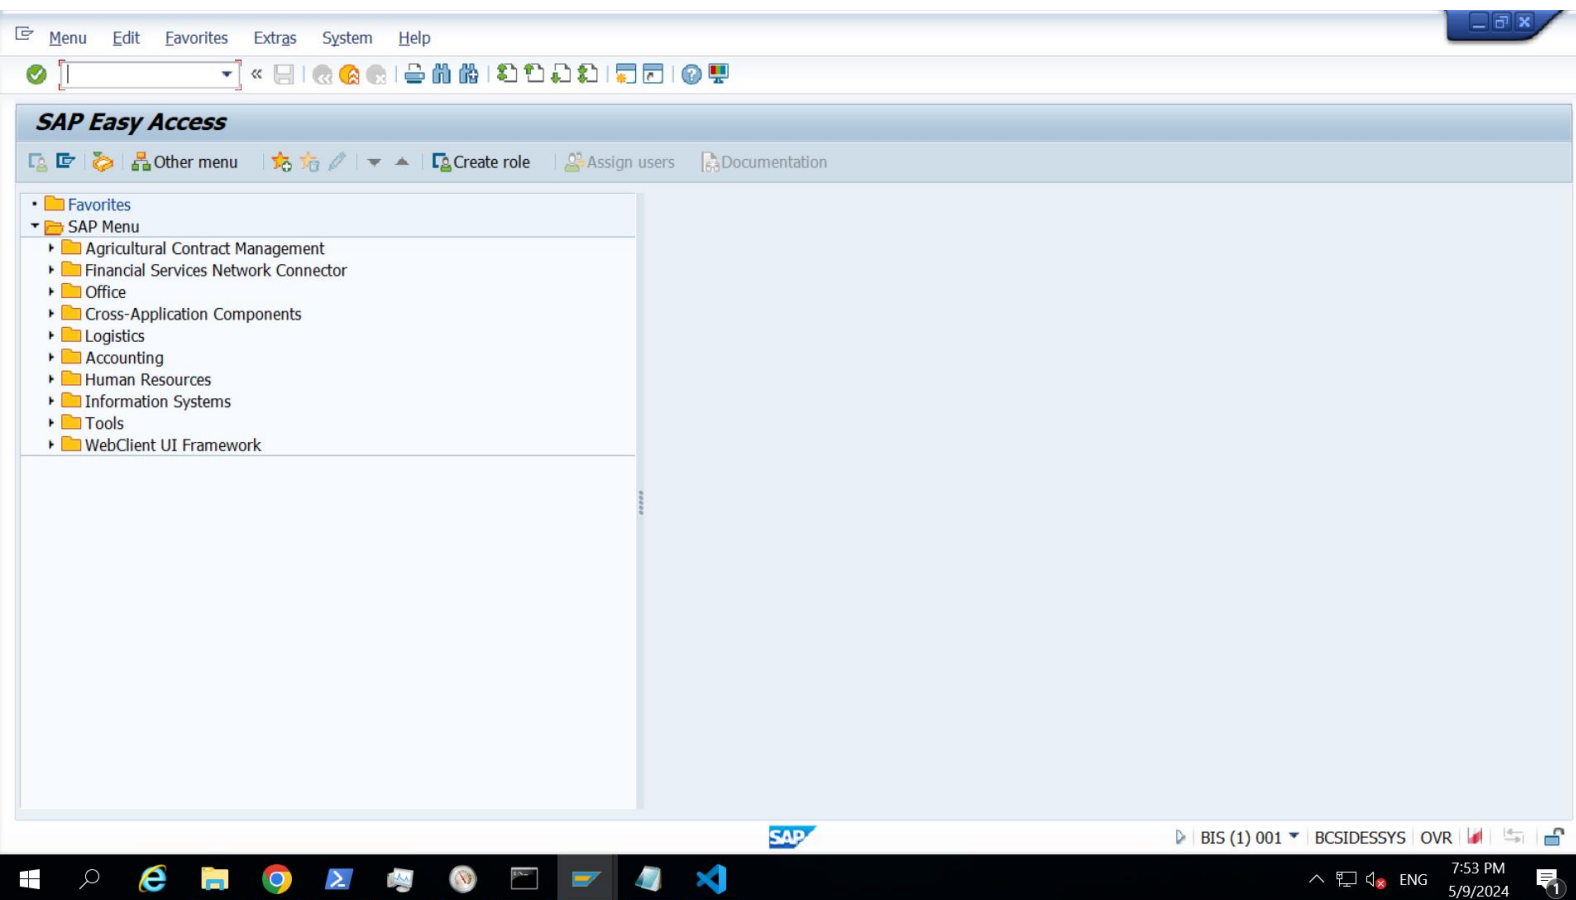 Menu Edit Favorites Extras System Help
SAP Easy Access
Other menu Create role Assign users Documentation
Favorites
SAP Menu
Agricultural Contract Management
Financial Services Network Connector
Office
Cross-Application Components
Logistics
Accounting
Human Resources
Information Systems
Tools
WebClient UI Framework
SAP BIS (1) 001 BCSIDESSYS OVR
ENG 7:53 PM
5/9/2024 1